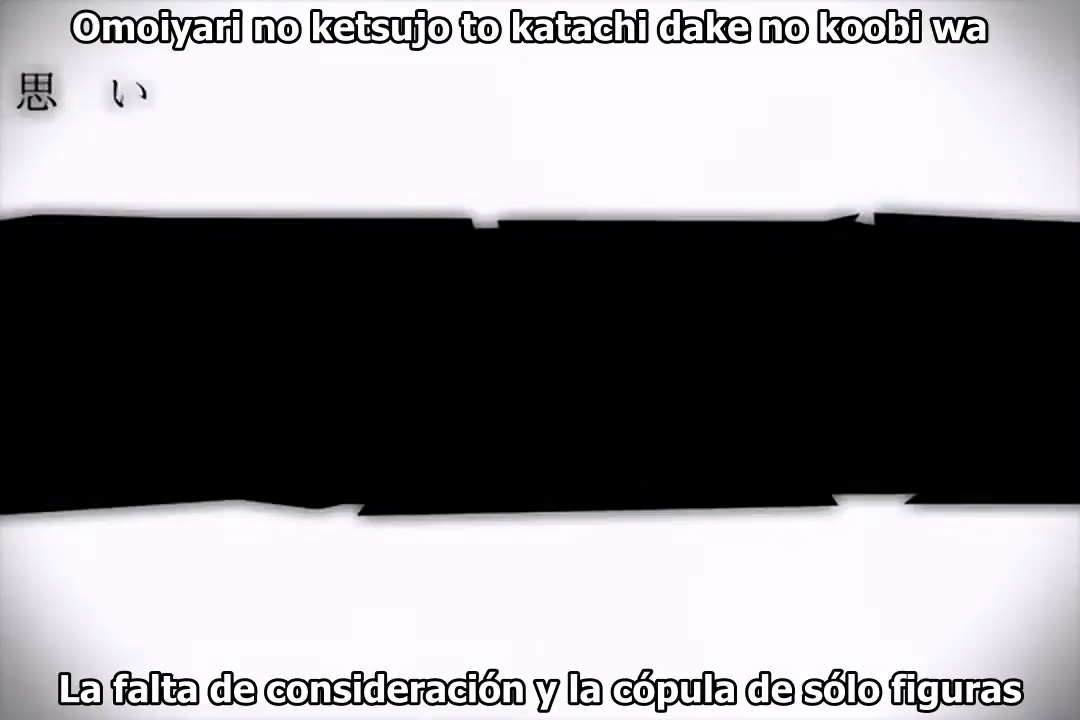 Omoiyari no ketsujo to katachi dake no koobi wa
思 い
La falta de consideración y la cópula de sólo figuras